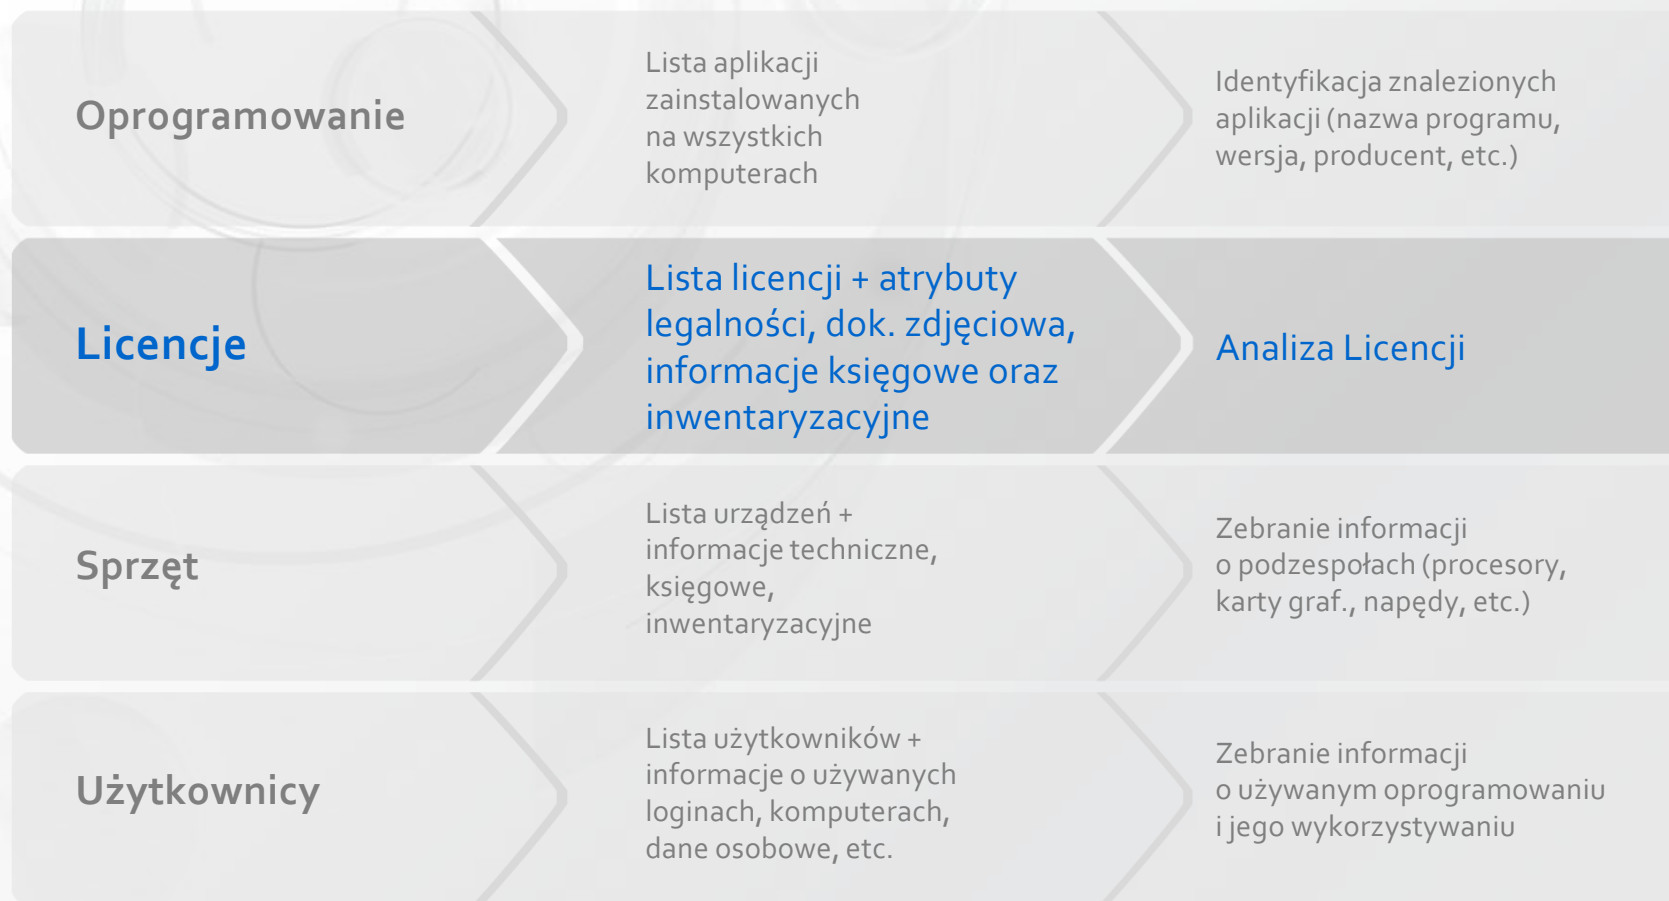 Oprogramowanie
Lista aplikacji
zainstalowanych
na wszystkich
komputerach
Identyfikacja znalezionych
aplikacji (nazwa programu,
wersja, producent, etc.)
Licencje
Lista licencji + atrybuty
legalności, dok. zdjęciowa,
informacje księgowe oraz
inwentaryzacyjne
Analiza Licencji
Sprzęt
Lista urządzeń +
informacje techniczne,
księgowe,
inwentaryzacyjne
Zebranie informacji
o podzespołach (procesory,
karty graf., napędy, etc.)
Użytkownicy
Lista użytkowników +
informacje o używanych
loginach, komputerach,
dane osobowe, etc.
Zebranie informacji
o używanym oprogramowaniu
i jego wykorzystywaniu